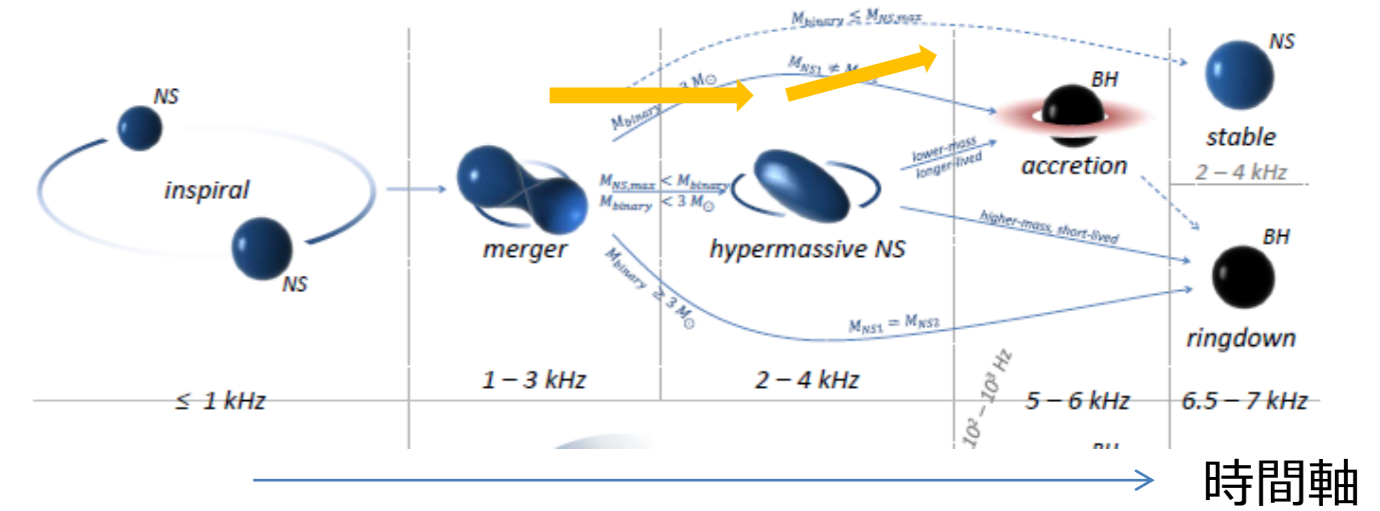 M_binary ≤ M_NS,max
NS
NS
M_NS1 ≠
BH
M_binary 3 M_⊙
stable
inspiral
lower-mass
longer-lived
accretion
2 – 4 kHz
M_NS,max < M_binary
M_binary < 3 M_⊙
merger
hypermassive NS
higher-mass, short-lived
BH
NS
M_binary ≥ 3 M_⊙
M_NS1 = M_NS2
ringdown
≤ 1 kHz
1 – 3 kHz
2 – 4 kHz
10² – 10³ Hz
5 – 6 kHz
6.5 – 7 kHz
時間軸